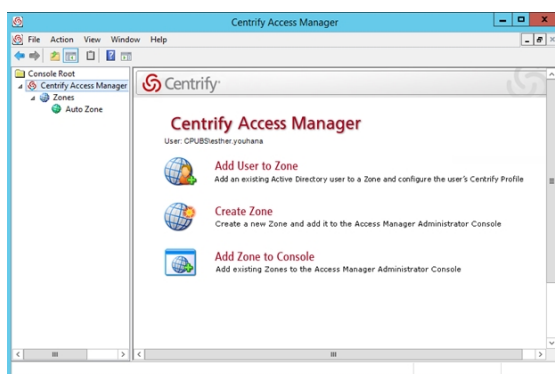 Centrify Access Manager
File Action View Window Help
Console Root
Centrify Access Manager
Zones
Auto Zone
Centrify
Centrify Access Manager
User: CPUBS\esther.youhana
Add User to Zone
Add an existing Active Directory user to a Zone and configure the user's Centrify Profile
Create Zone
Create a new Zone and add it to the Access Manager Administrator Console
Add Zone to Console
Add existing Zones to the Access Manager Administrator Console